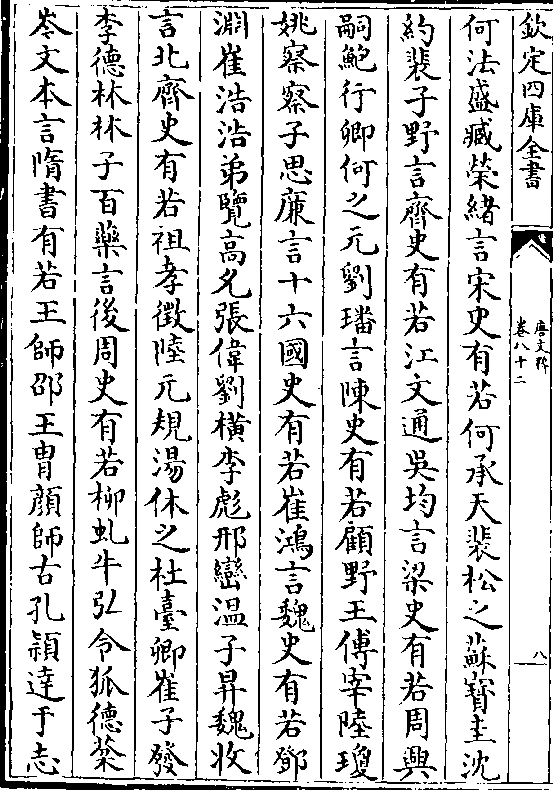 欽定四庫全書
唐文粹
卷八十二
八
何法盛臧榮緒言宋史有若何承天裴松之蘇寳圭沈
約裴子野言齊史有若江文通吳均言梁史有若周興
嗣鮑行卿何之元劉璠言陳史有若顧野王傅宰陸瓊
姚察察子思廉言十六國史有若崔鴻言魏史有若鄧
淵崔浩浩弟覽高允張偉劉橫李彪邢巒温子昇魏收
言北齊史有若祖孝徵陸元規湯休之杜臺卿崔子發
李德林林子百藥言後周史有若柳虬牛弘令狐德棻
岑文本言隋書有若王師邵王胄顔師古孔頴達于志